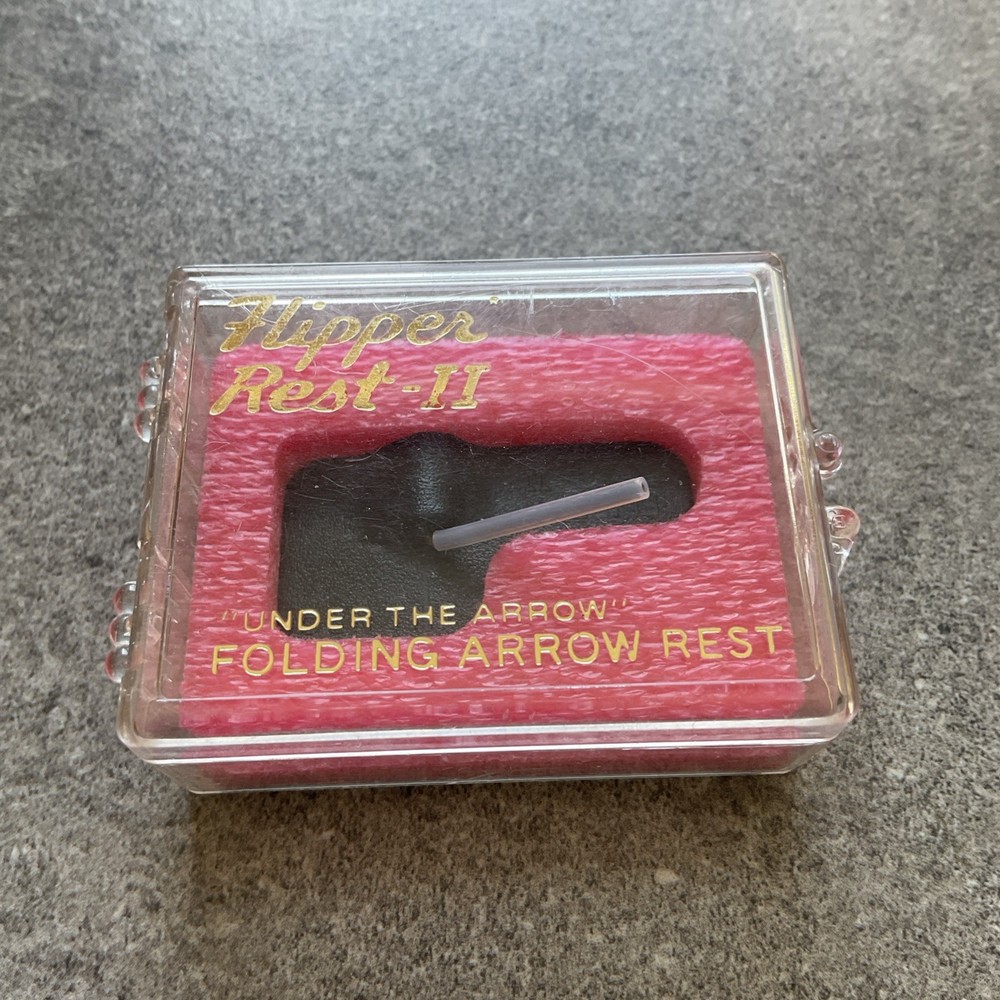 Flipper
Rest-II
"UNDER THE ARROW"
FOLDING ARROW REST